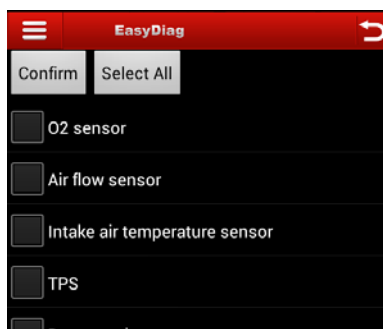 EasyDiag
Confirm Select All
O2 sensor
Air flow sensor
Intake air temperature sensor
TPS